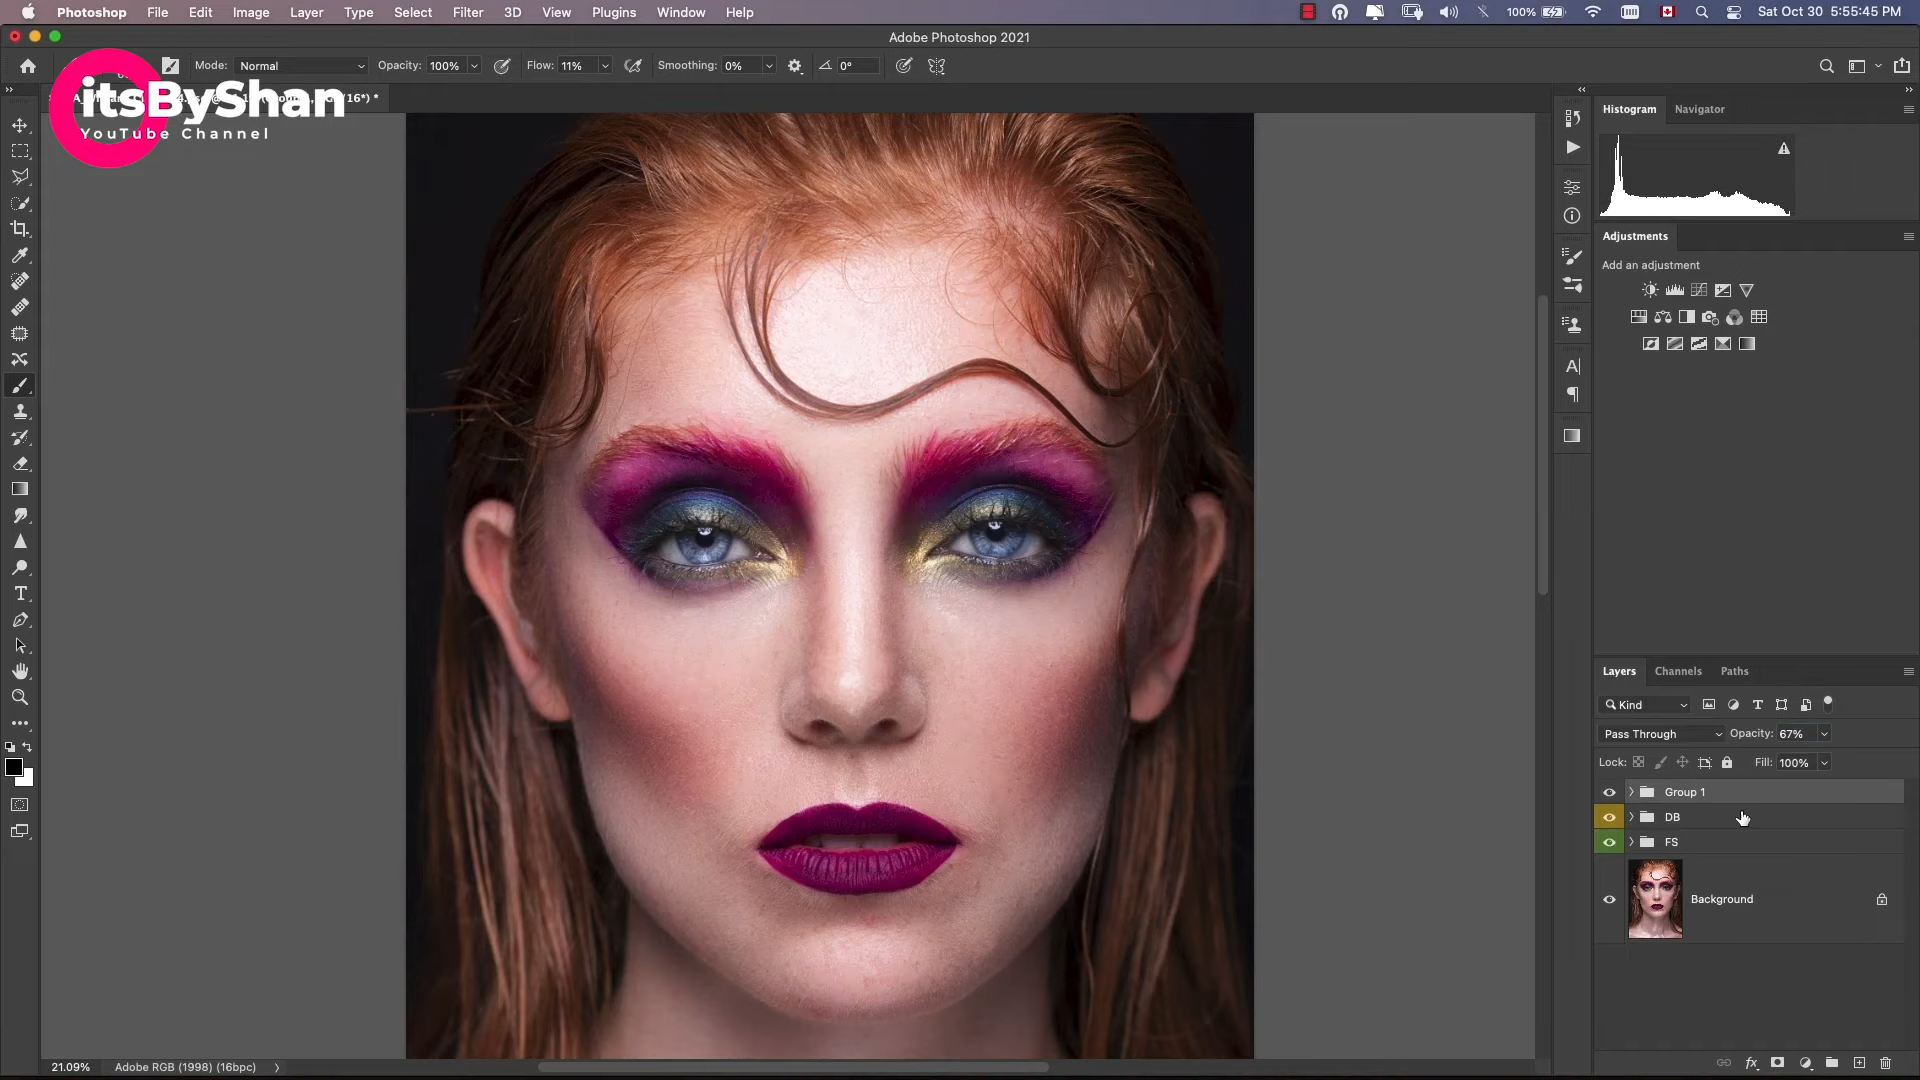 Photoshop File Edit Image Layer Type Select Filter 3D View Plugins Window Help 100% Sat Oct 30 5:55:45 PM
Adobe Photoshop 2021
Mode: Normal Opacity: 100% Flow: 11% Smoothing: 0% 0°
itsByShan
YouTube Channel
Histogram Navigator
Adjustments
Add an adjustment
Layers Channels Paths
Kind
Pass Through Opacity: 67%
Lock: Fill: 100%
Group 1
DB
FS
Background
21.09% Adobe RGB (1998) (16bpc)